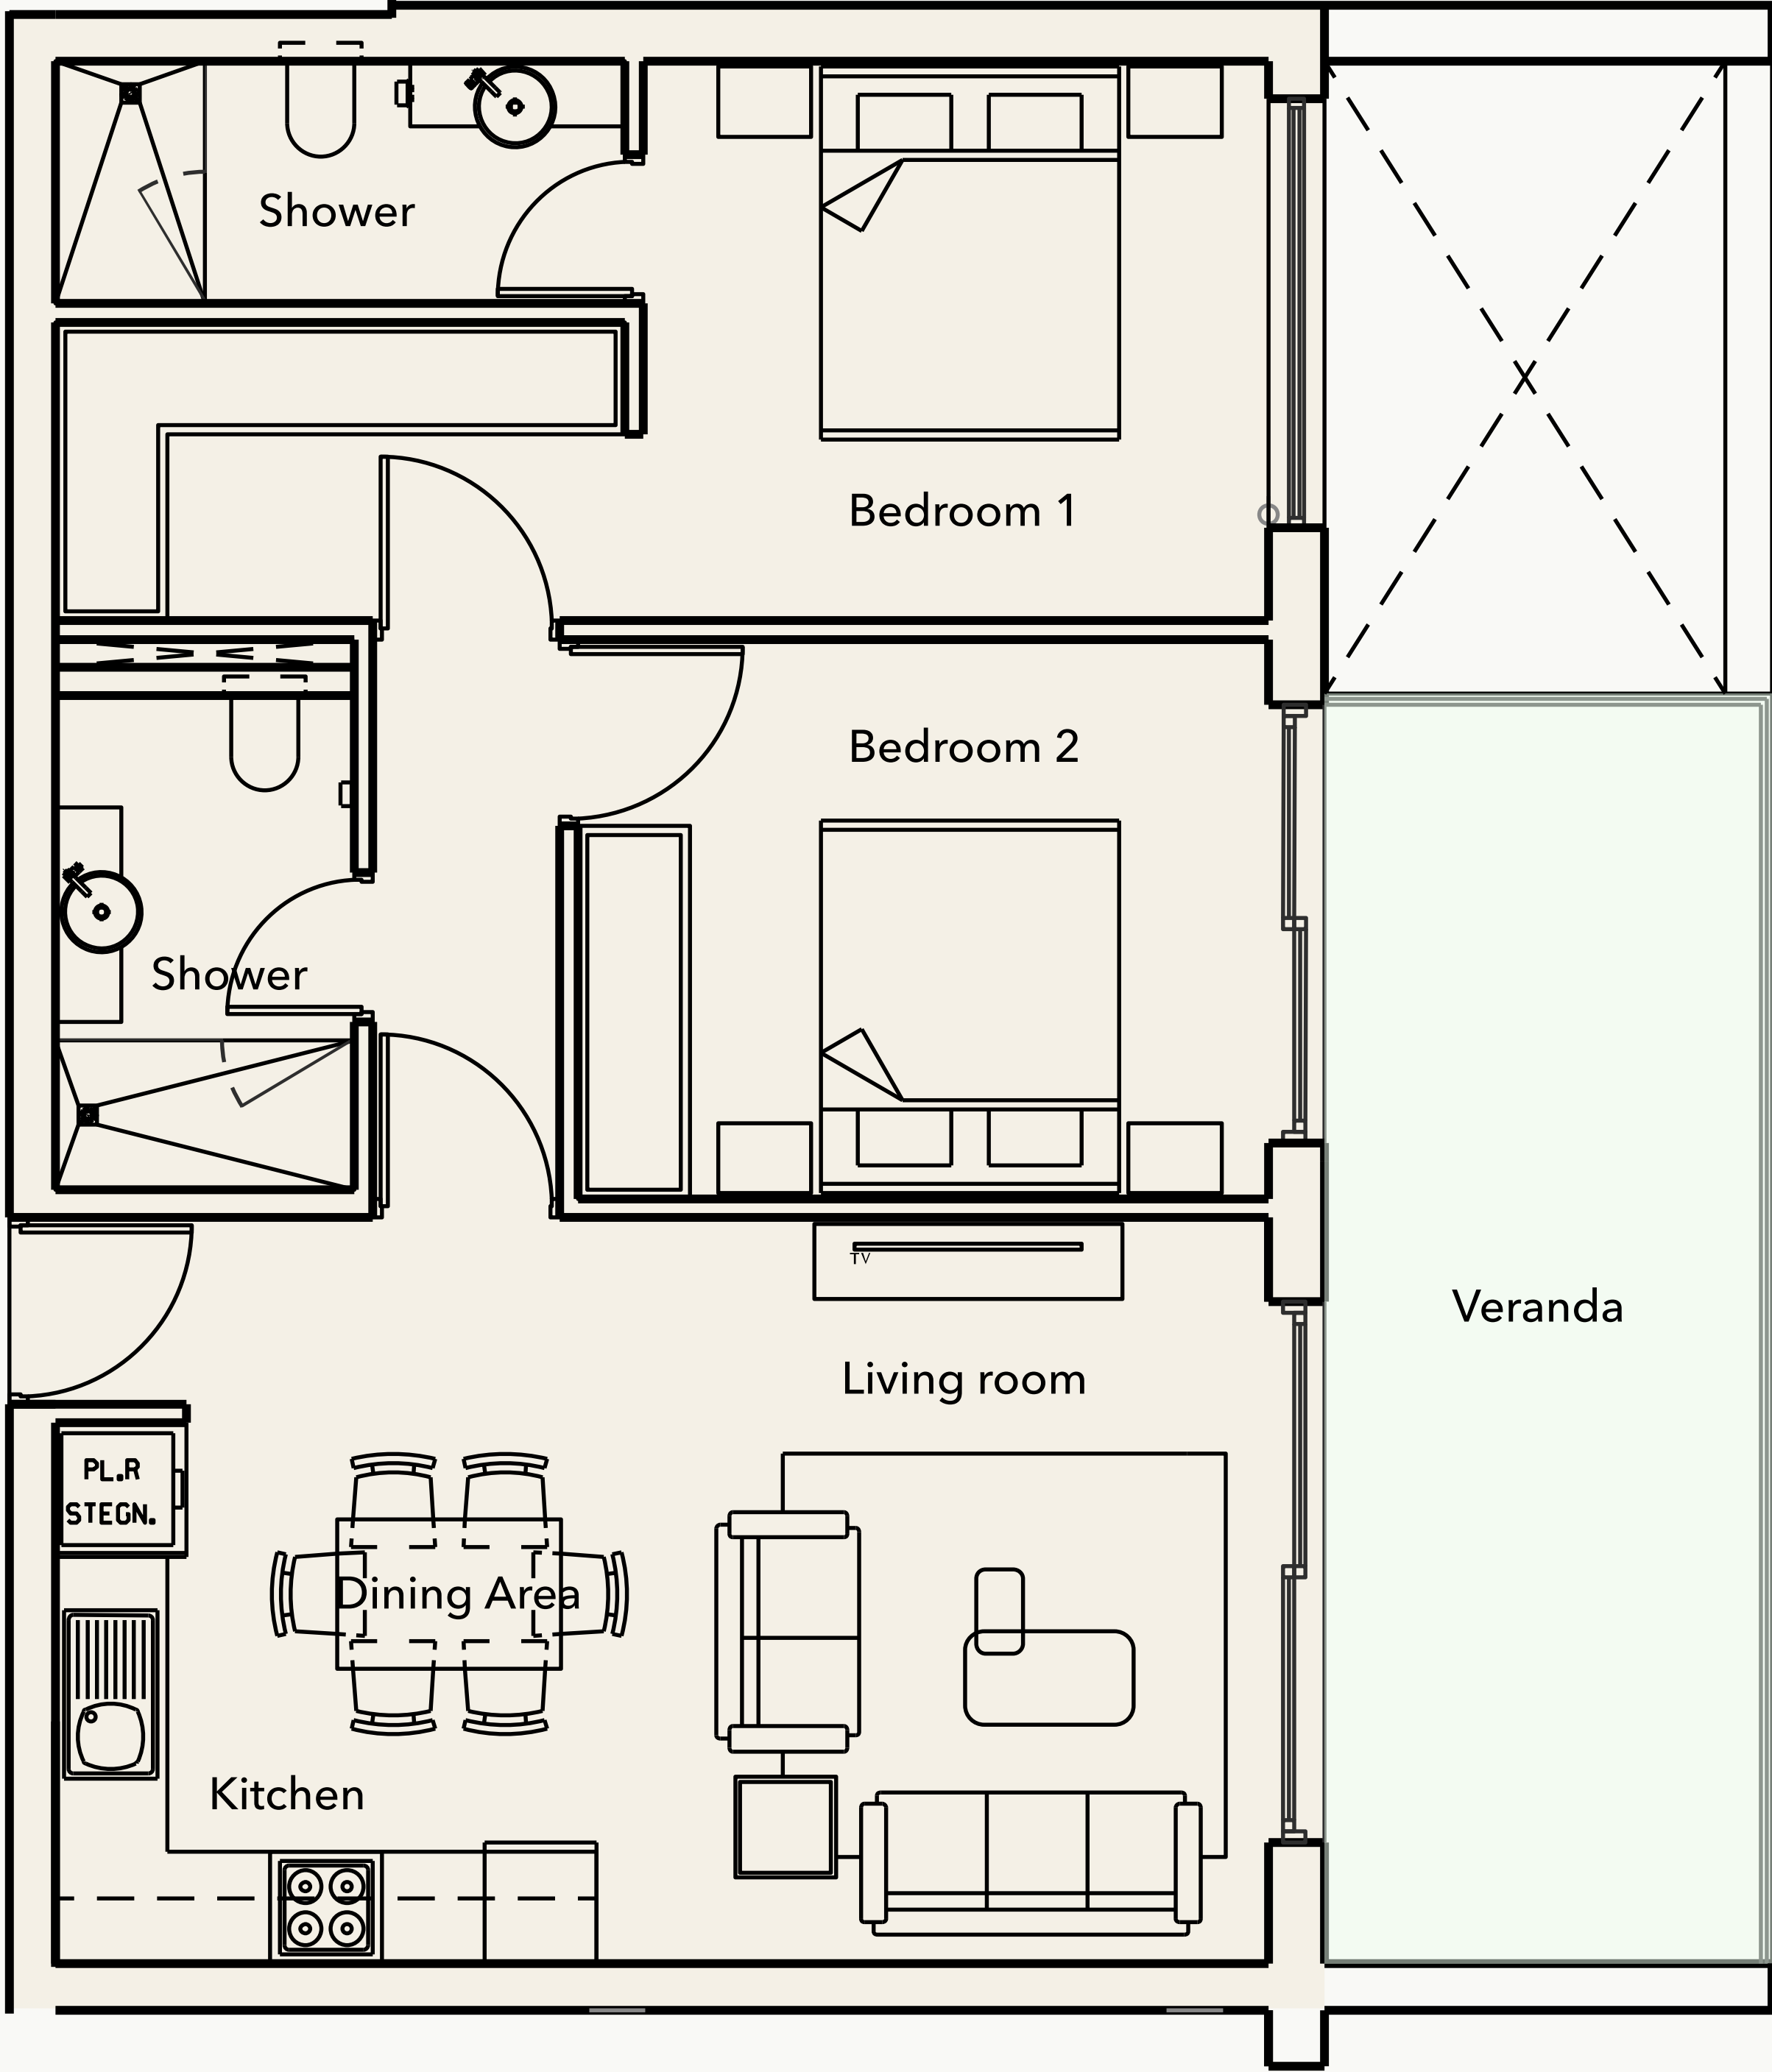 Shower
Bedroom 1
Bedroom 2
Shower
TV
Veranda
Living room
PL.R
STEGN.
Dining Area
Kitchen